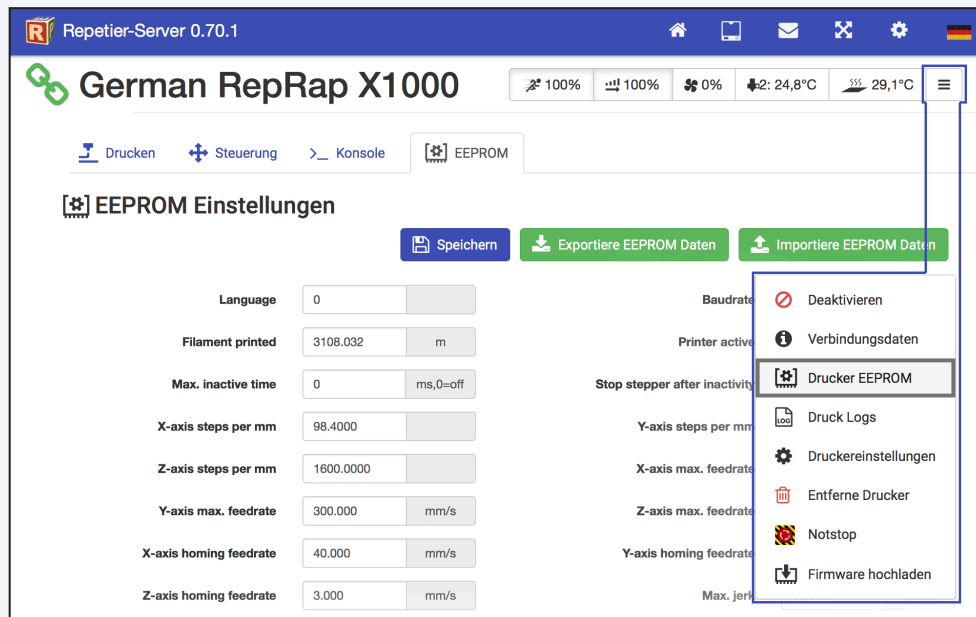 Repetier-Server 0.70.1
German RepRap X1000
100%
100%
0%
2: 24,8°C
29,1°C
Drucken
Steuerung
>_ Konsole
EEPROM
EEPROM Einstellungen
Speichern
Exportiere EEPROM Daten
Importiere EEPROM Daten
Language
0
Baudrate
Filament printed
3108.032
m
Printer active
Max. inactive time
0
ms,0=off
Stop stepper after inactivity
X-axis steps per mm
98.4000
Y-axis steps per mm
Z-axis steps per mm
1600.0000
X-axis max. feedrate
Y-axis max. feedrate
300.000
mm/s
Z-axis max. feedrate
X-axis homing feedrate
40.000
mm/s
Y-axis homing feedrate
Z-axis homing feedrate
3.000
mm/s
Max. jerk
Deaktivieren
Verbindungsdaten
Drucker EEPROM
LOG
Druck Logs
Druckereinstellungen
Entferne Drucker
Notstop
Firmware hochladen